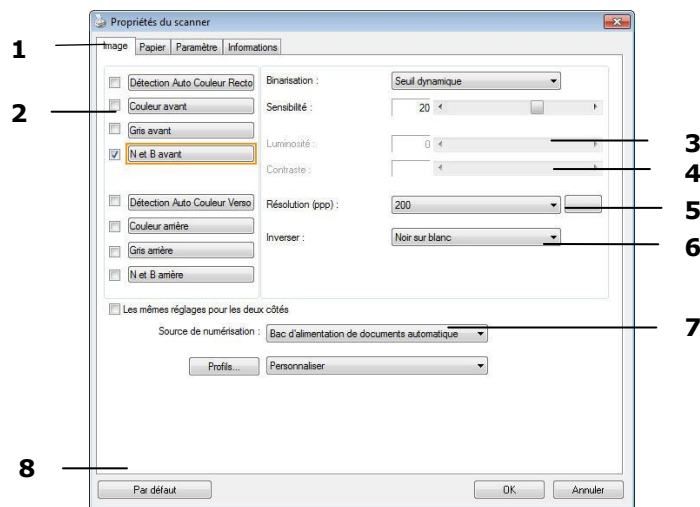 Propriétés du scanner
1
Image Papier Paramètre Informations
Détection Auto Couleur Recto Binarisation : Seuil dynamique
2
Couleur avant Sensibilité : 20
Gris avant
Luminosité : 0
3
N et B avant
Contraste :
4
Détection Auto Couleur Verso Résolution (ppp) : 200
5
Couleur arrière
Inverser : Noir sur blanc
6
Gris arrière
N et B arrière
Les mêmes réglages pour les deux côtés
Source de numérisation : Bac d'alimentation de documents automatique
7
Profils... Personnaliser
8
Par défaut OK Annuler